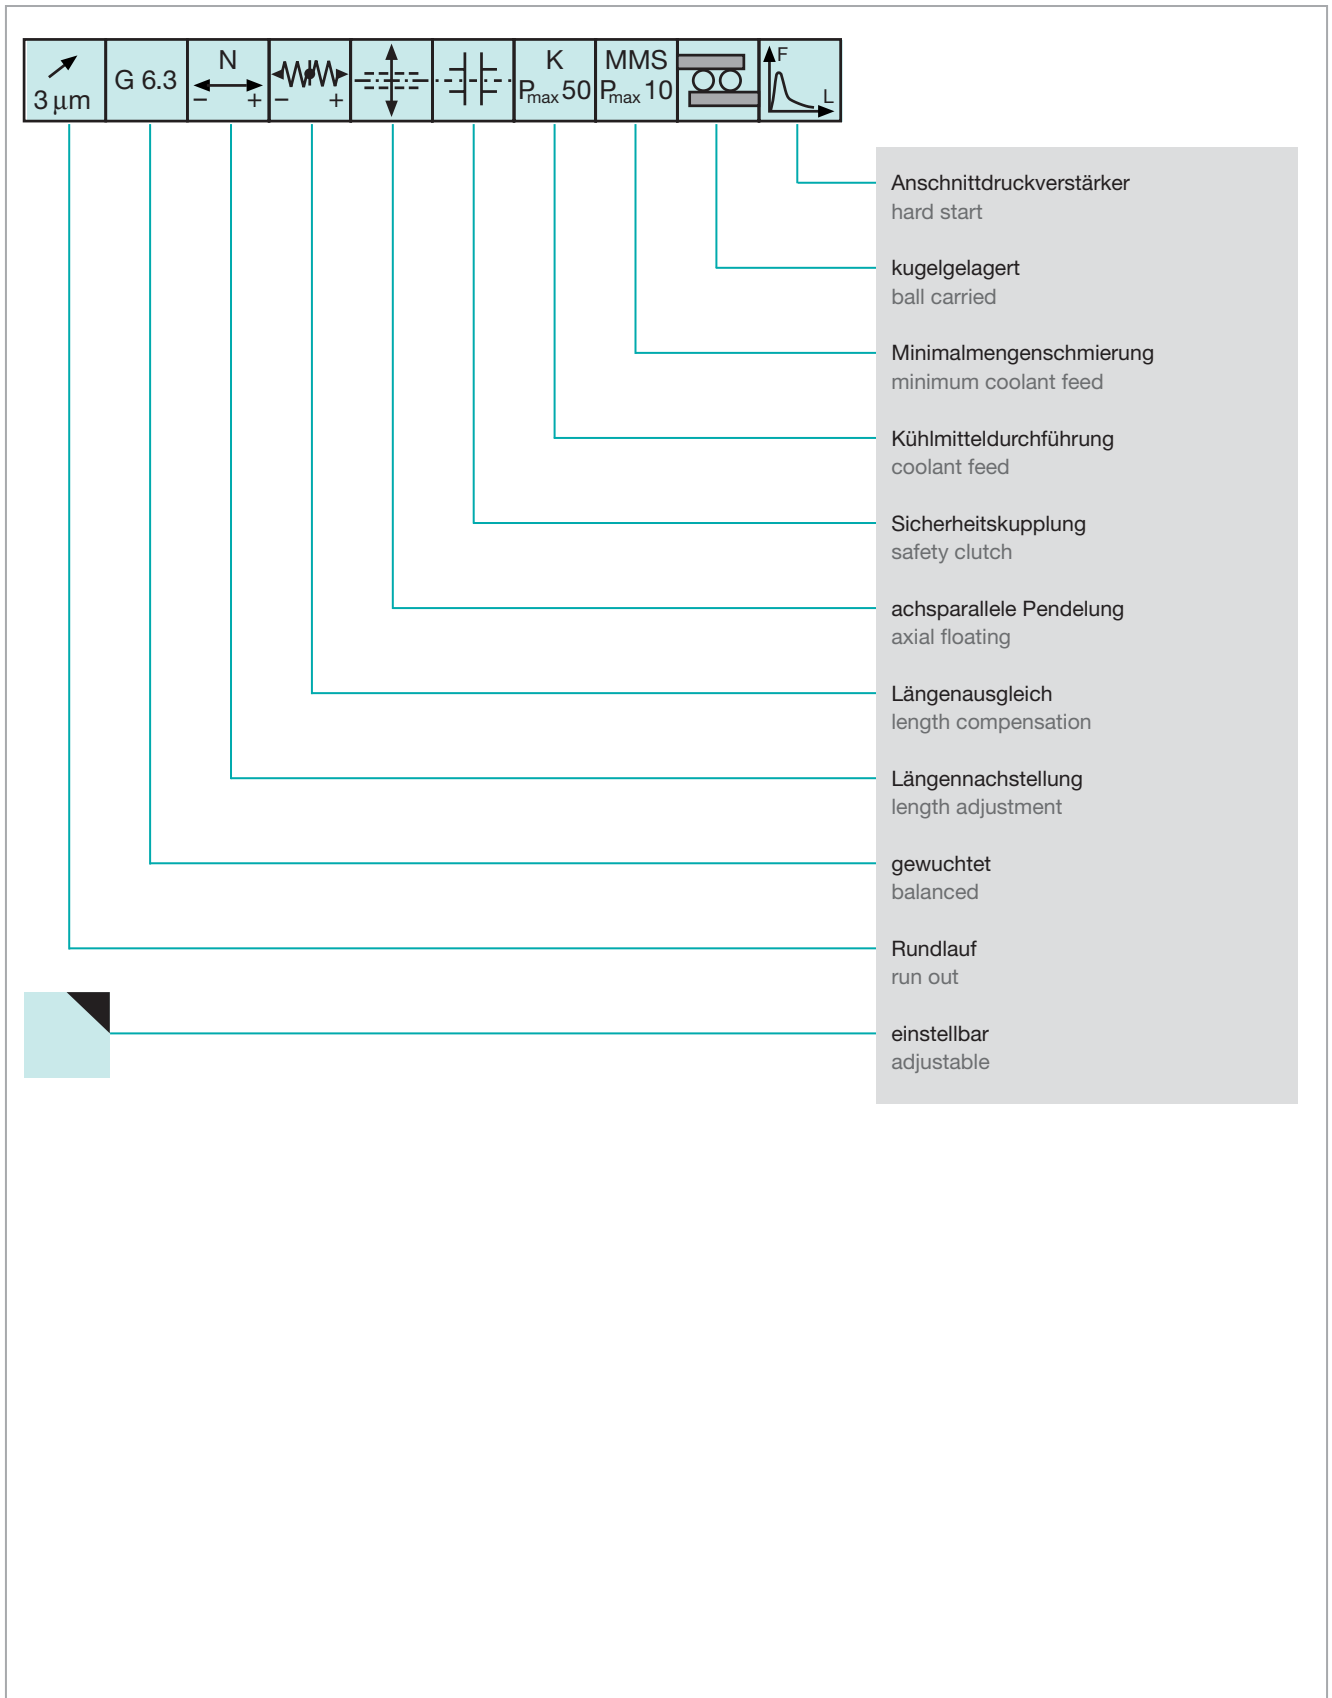 3 µm
G 6.3
N
− +
− +
K
Pmax 50
MMS
Pmax 10
F
L
Anschnittdruckverstärker
hard start
kugelgelagert
ball carried
Minimalmengenschmierung
minimum coolant feed
Kühlmitteldurchführung
coolant feed
Sicherheitskupplung
safety clutch
achsparallele Pendelung
axial floating
Längenausgleich
length compensation
Längennachstellung
length adjustment
gewuchtet
balanced
Rundlauf
run out
einstellbar
adjustable